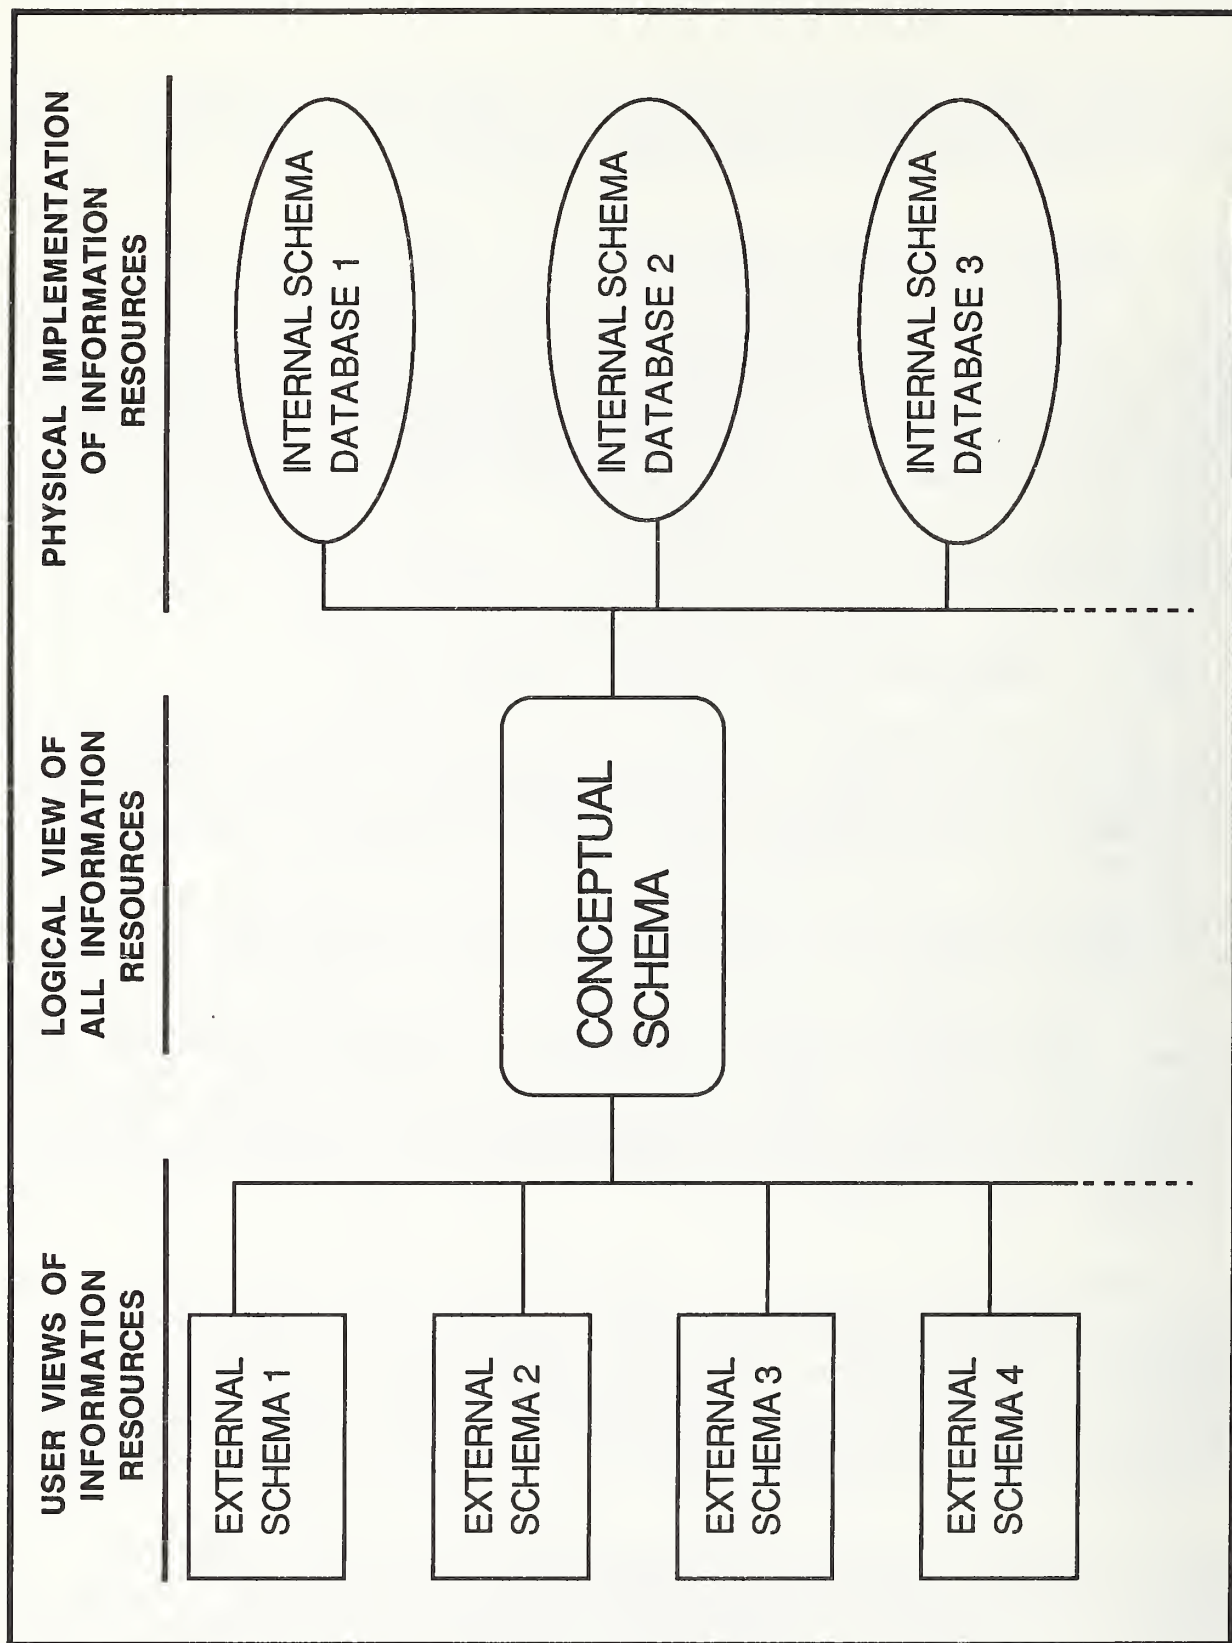 USER VIEWS OF
INFORMATION
RESOURCES
LOGICAL VIEW OF
ALL INFORMATION
RESOURCES
PHYSICAL IMPLEMENTATION
OF INFORMATION
RESOURCES
EXTERNAL
SCHEMA 1
EXTERNAL
SCHEMA 2
EXTERNAL
SCHEMA 3
EXTERNAL
SCHEMA 4
CONCEPTUAL
SCHEMA
INTERNAL SCHEMA
DATABASE 1
INTERNAL SCHEMA
DATABASE 2
INTERNAL SCHEMA
DATABASE 3